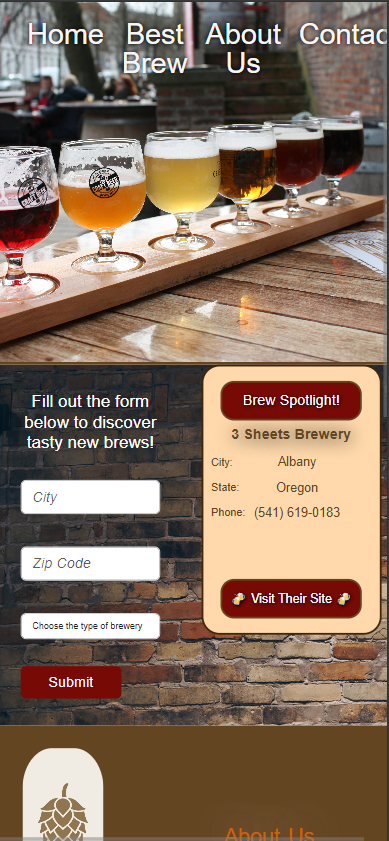 Home Best About Contac
Brew Us
Fill out the form
below to discover
tasty new brews!
City
Zip Code
Choose the type of brewery
Submit
Brew Spotlight!
3 Sheets Brewery
City: Albany
State: Oregon
Phone: (541) 619-0183
Visit Their Site
About Us